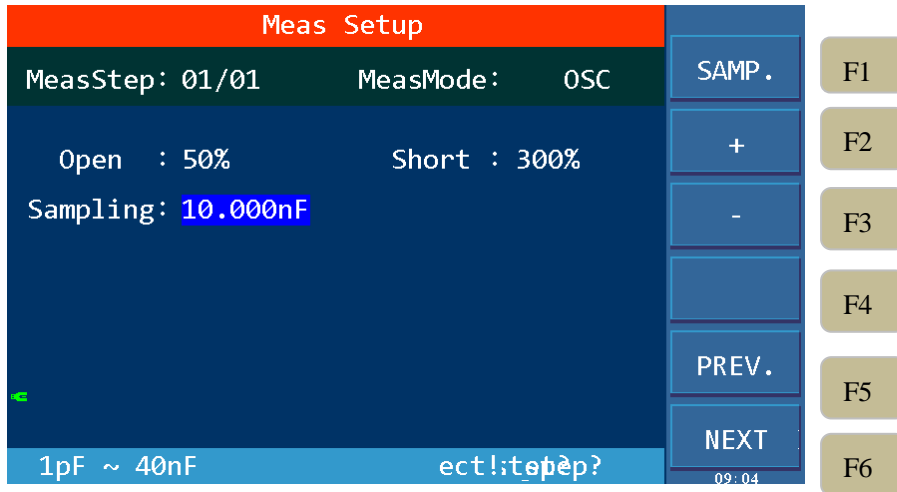 Meas Setup
MeasStep: 01/01 MeasMode: OSC
Open : 50% Short : 300%
Sampling: 10.000nF
1pF ~ 40nF
SAMP.
+
-
PREV.
NEXT
09:04
F1
F2
F3
F4
F5
F6